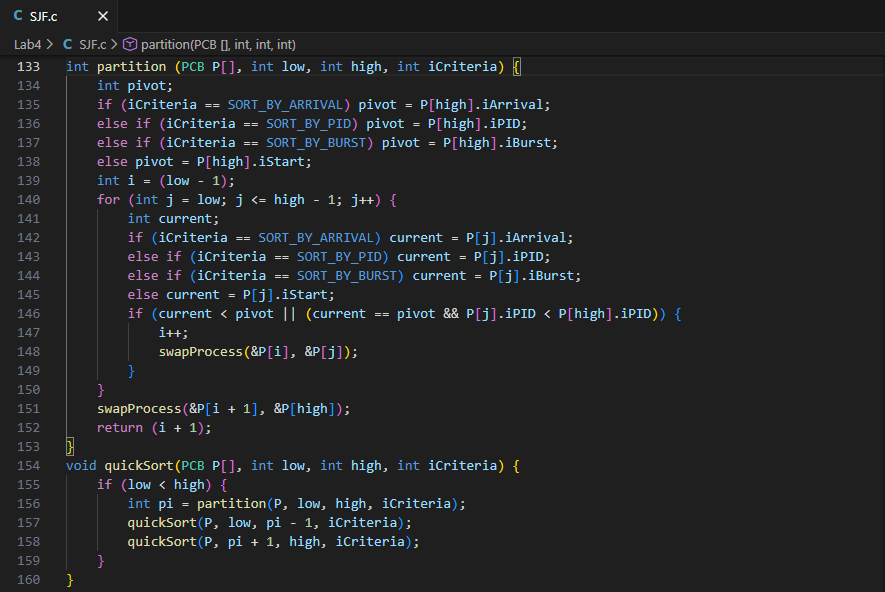 C SJF.c ×
Lab4 > C SJF.c > partition(PCB [], int, int, int)
133 int partition (PCB P[], int low, int high, int iCriteria) {
134     int pivot;
135     if (iCriteria == SORT_BY_ARRIVAL) pivot = P[high].iArrival;
136     else if (iCriteria == SORT_BY_PID) pivot = P[high].iPID;
137     else if (iCriteria == SORT_BY_BURST) pivot = P[high].iBurst;
138     else pivot = P[high].iStart;
139     int i = (low - 1);
140     for (int j = low; j <= high - 1; j++) {
141         int current;
142         if (iCriteria == SORT_BY_ARRIVAL) current = P[j].iArrival;
143         else if (iCriteria == SORT_BY_PID) current = P[j].iPID;
144         else if (iCriteria == SORT_BY_BURST) current = P[j].iBurst;
145         else current = P[j].iStart;
146         if (current < pivot || (current == pivot && P[j].iPID < P[high].iPID)) {
147             i++;
148             swapProcess(&P[i], &P[j]);
149         }
150     }
151     swapProcess(&P[i + 1], &P[high]);
152     return (i + 1);
153 }
154 void quickSort(PCB P[], int low, int high, int iCriteria) {
155     if (low < high) {
156         int pi = partition(P, low, high, iCriteria);
157         quickSort(P, low, pi - 1, iCriteria);
158         quickSort(P, pi + 1, high, iCriteria);
159     }
160 }